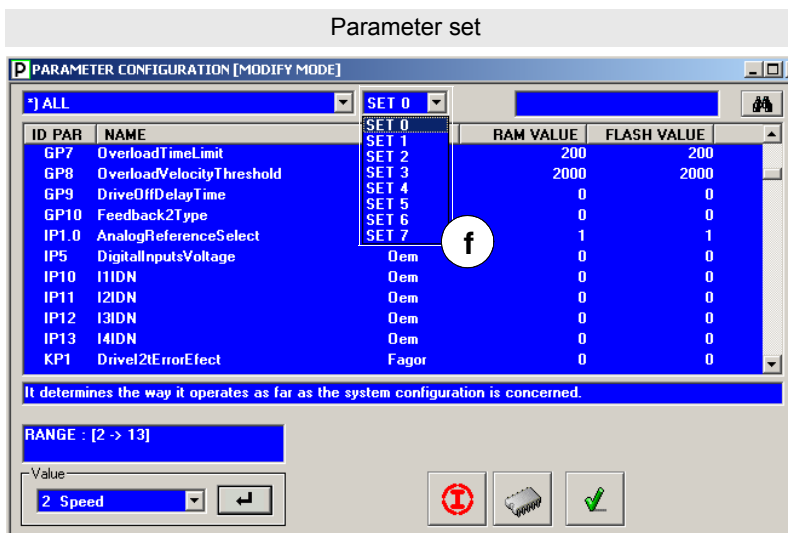 Parameter set
P PARAMETER CONFIGURATION [MODIFY MODE]
*) ALL SET 0
ID PAR NAME RAM VALUE FLASH VALUE
SET 0
SET 1
SET 2
SET 3
SET 4
SET 5
SET 6
SET 7
f
GP7 OverloadTimeLimit 200 200
GP8 OverloadVelocityThreshold 2000 2000
GP9 DriveOffDelayTime 0 0
GP10 Feedback2Type 0 0
IP1.0 AnalogReferenceSelect 1 1
IP5 DigitalInputsVoltage Oem 0 0
IP10 I1IDN Oem 0 0
IP11 I2IDN Oem 0 0
IP12 I3IDN Oem 0 0
IP13 I4IDN Oem 0 0
KP1 DriveI2tErrorEfect Fagor 0 0
It determines the way it operates as far as the system configuration is concerned.
RANGE : [2 -> 13]
Value
2 Speed